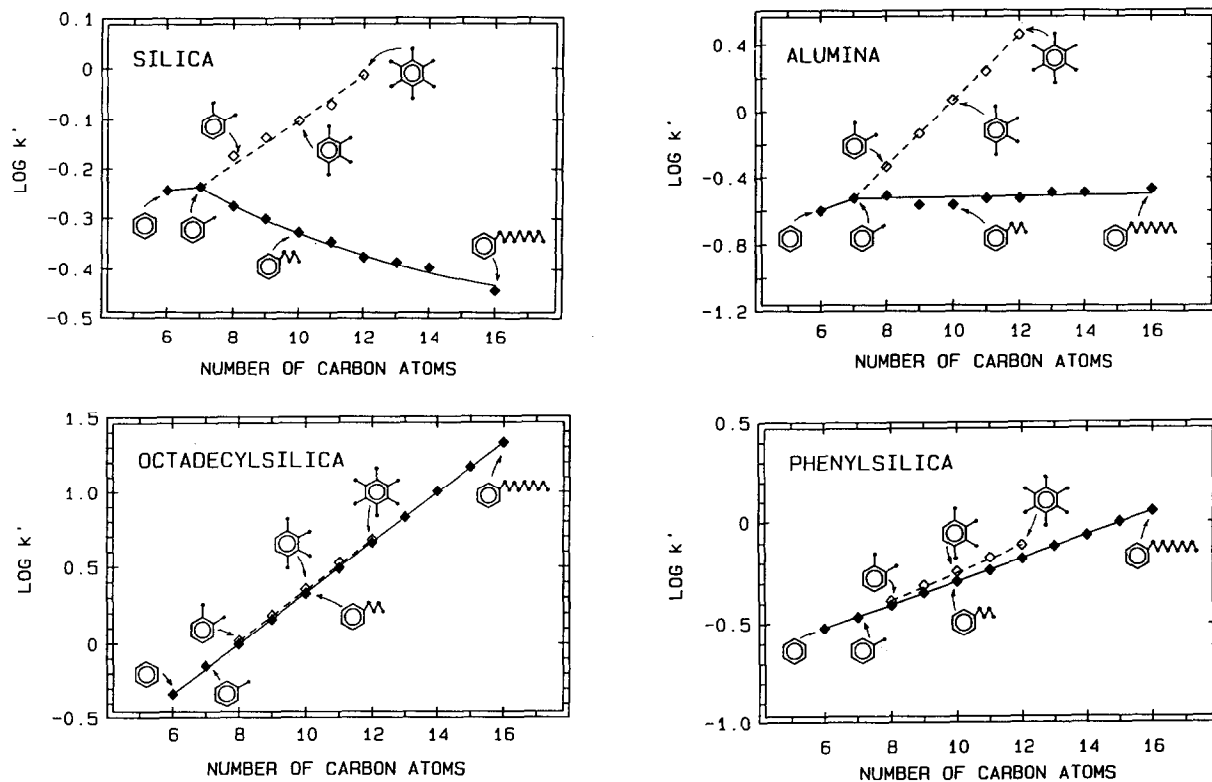 SILICA
LOG k'
0.1
0
-0.1
-0.2
-0.3
-0.4
-0.5
6 8 10 12 14 16
NUMBER OF CARBON ATOMS
ALUMINA
LOG k'
0.4
0
-0.4
-0.8
-1.2
6 8 10 12 14 16
NUMBER OF CARBON ATOMS
OCTADECYLSILICA
LOG k'
1.5
1.0
0.5
0
-0.5
6 8 10 12 14 16
NUMBER OF CARBON ATOMS
PHENYLSILICA
LOG k'
0.5
0
-0.5
-1.0
6 8 10 12 14 16
NUMBER OF CARBON ATOMS